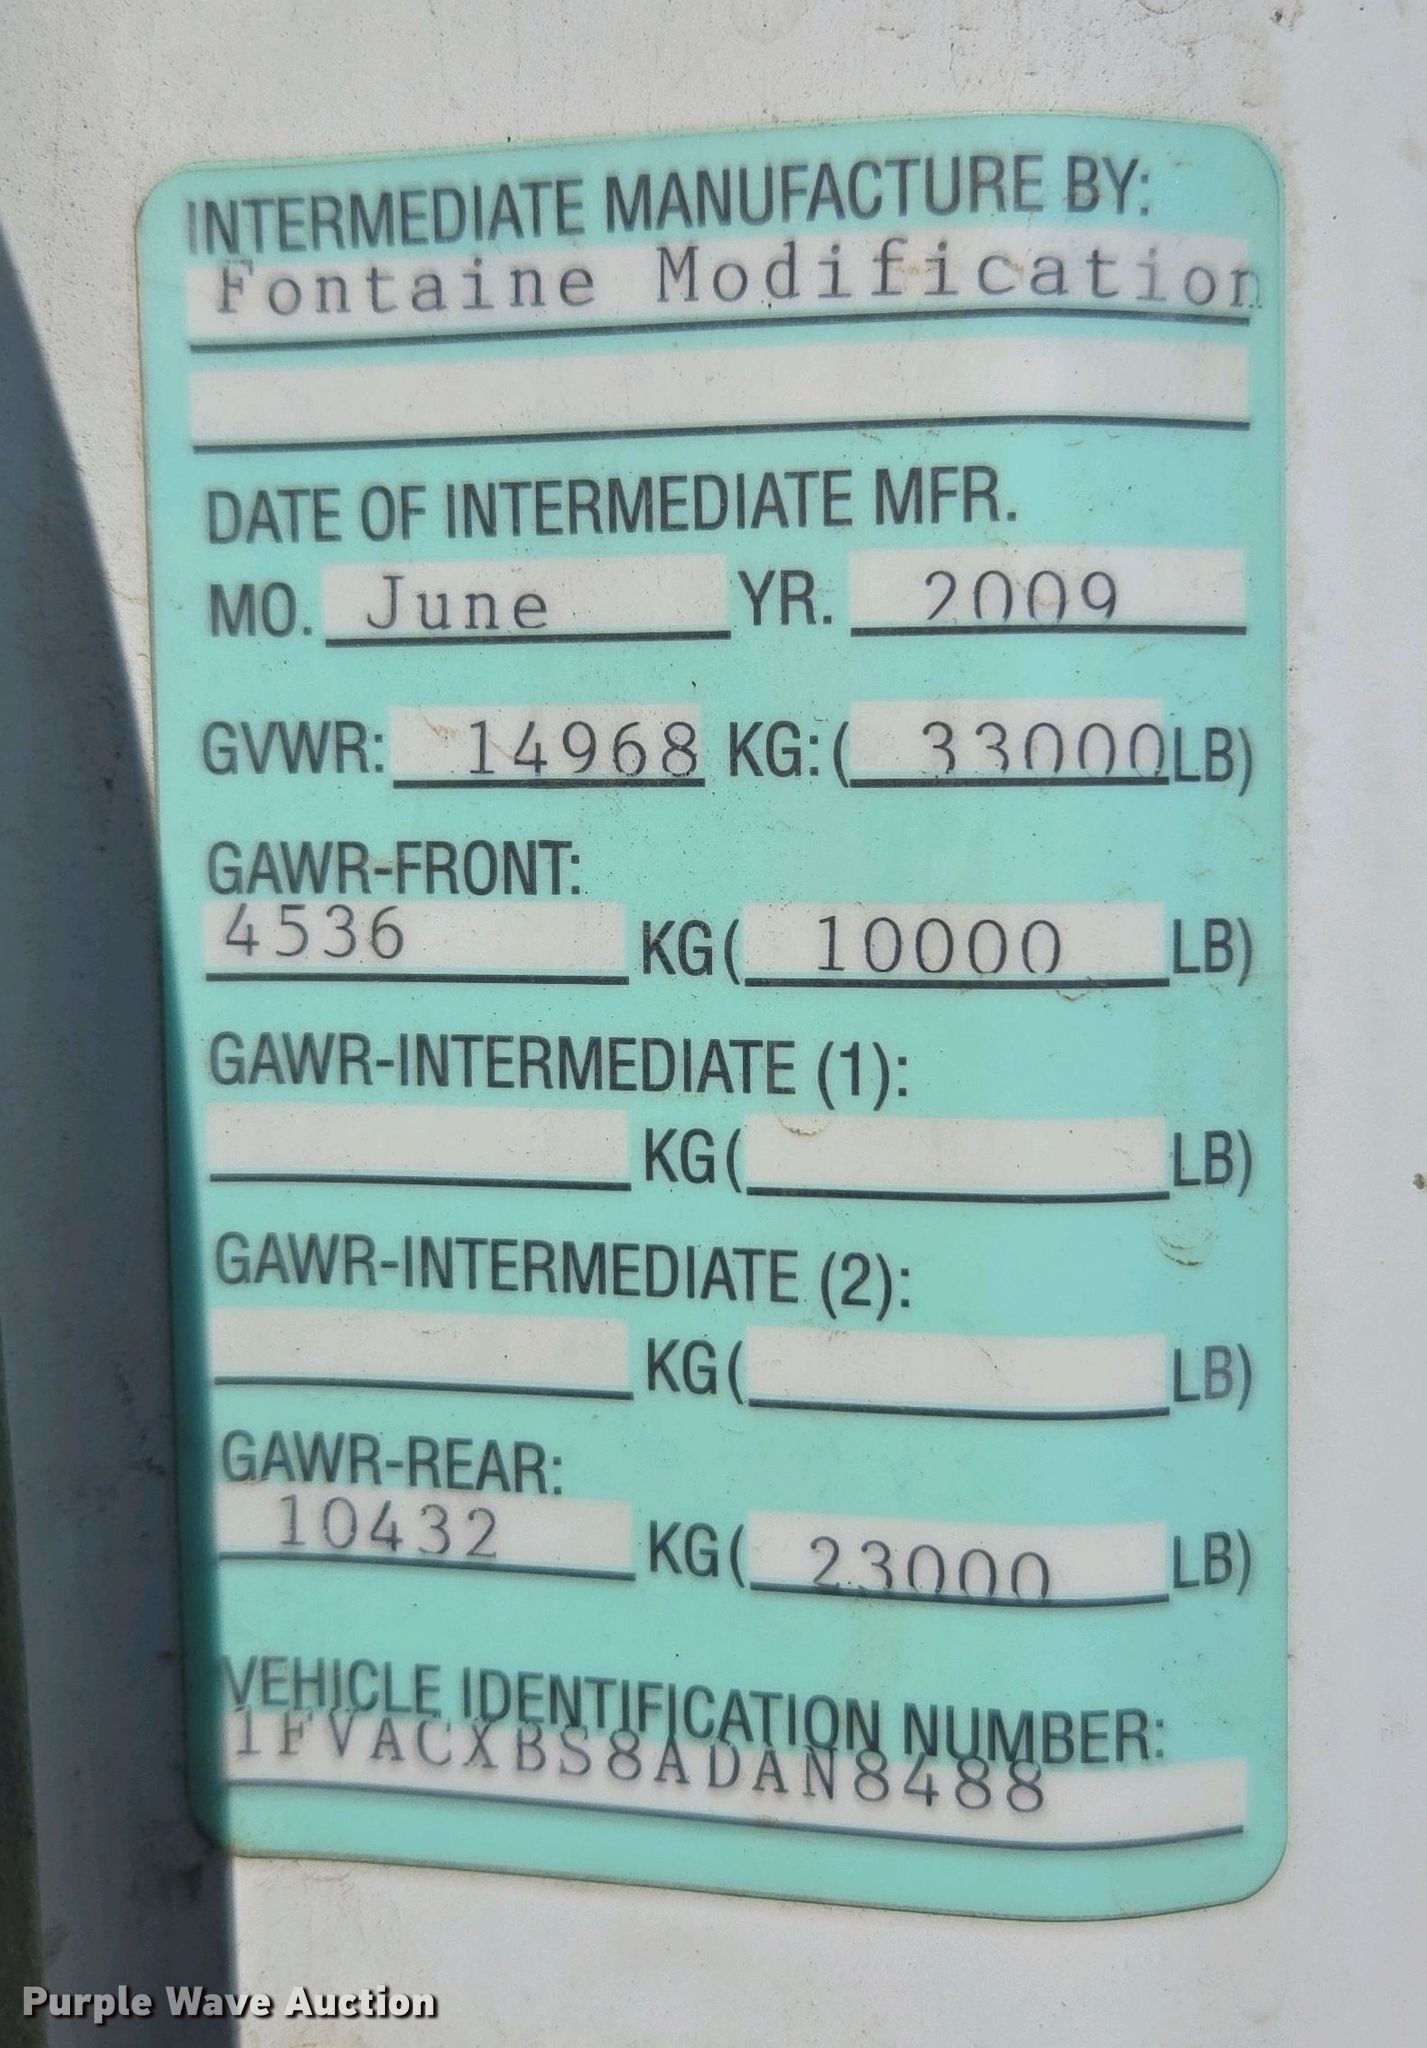 INTERMEDIATE MANUFACTURE BY:
Fontaine Modification
DATE OF INTERMEDIATE MFR.
MO. June YR. 2009
GVWR: 14968 KG: ( 33000 LB)
GAWR-FRONT:
4536 KG ( 10000 LB)
GAWR-INTERMEDIATE (1):
KG ( LB)
GAWR-INTERMEDIATE (2):
KG ( LB)
GAWR-REAR:
10432 KG ( 23000 LB)
VEHICLE IDENTIFICATION NUMBER:
1FVACXBS8ADAN8488
Purple Wave Auction